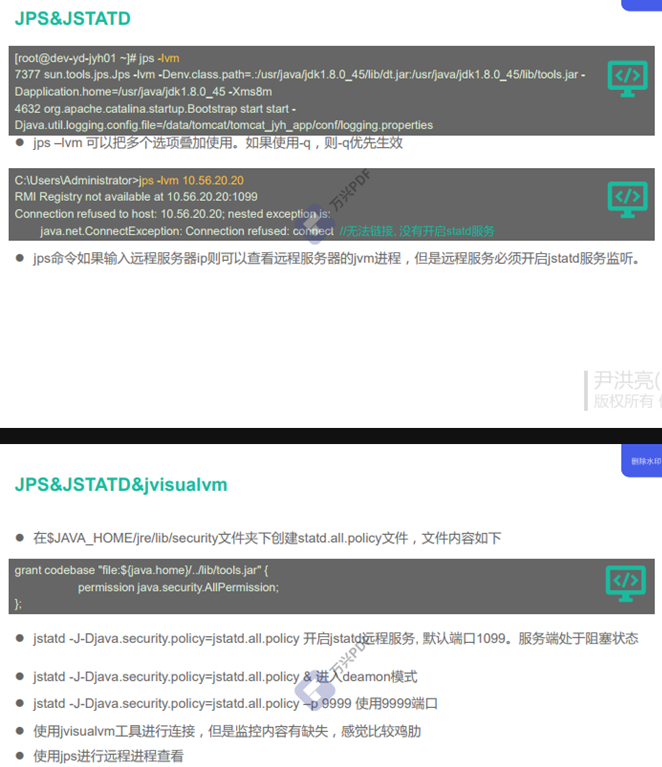 JPS&JSTATD
[root@dev-yd-jyh01 ~]# jps -lvm
7377 sun.tools.jps.Jps -lvm -Denv.class.path=.:/usr/java/jdk1.8.0_45/lib/dt.jar:/usr/java/jdk1.8.0_45/lib/tools.jar -
Dapplication.home=/usr/java/jdk1.8.0_45 -Xms8m
4632 org.apache.catalina.startup.Bootstrap start start -
Djava.util.logging.config.file=/data/tomcat/tomcat_jyh_app/conf/logging.properties
● jps –lvm 可以把多个选项叠加使用。如果使用-q，则-q优先生效
C:\Users\Administrator>jps -lvm 10.56.20.20
RMI Registry not available at 10.56.20.20:1099
Connection refused to host: 10.56.20.20; nested exception is:
java.net.ConnectException: Connection refused: connect //无法链接, 没有开启statd服务
万兴PDF
● jps命令如果输入远程服务器ip则可以查看远程服务器的jvm进程，但是远程服务必须开启jstatd服务监听。
尹洪亮(
版权所有
删除水印
JPS&JSTATD&jvisualvm
● 在$JAVA_HOME/jre/lib/security文件夹下创建statd.all.policy文件，文件内容如下
grant codebase "file:${java.home}/../lib/tools.jar" {
permission java.security.AllPermission;
};
● jstatd -J-Djava.security.policy=jstatd.all.policy 开启jstatd远程服务, 默认端口1099。服务端处于阻塞状态
● jstatd -J-Djava.security.policy=jstatd.all.policy & 进入deamon模式
万兴PDF
● jstatd -J-Djava.security.policy=jstatd.all.policy –p 9999 使用9999端口
● 使用jvisualvm工具进行连接，但是监控内容有缺失，感觉比较鸡肋
● 使用jps进行远程进程查看